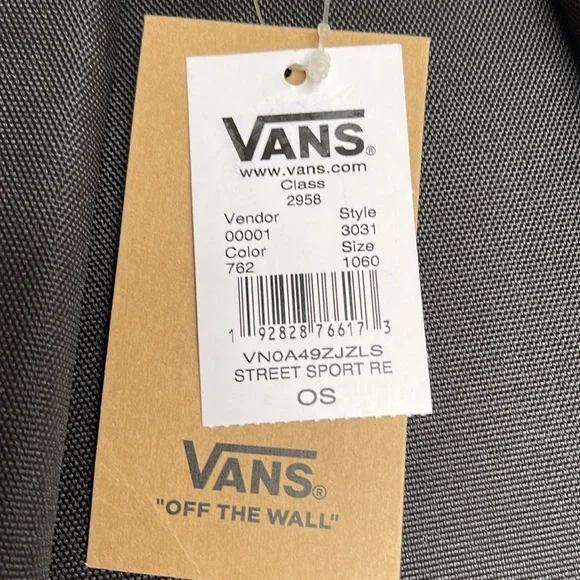 VANS®
www.vans.com
Class
2958
Vendor Style
00001 3031
Color Size
762 1060
1 92828 76617 3
VN0A49ZJZLS
STREET SPORT RE
OS
VANS®
"OFF THE WALL"